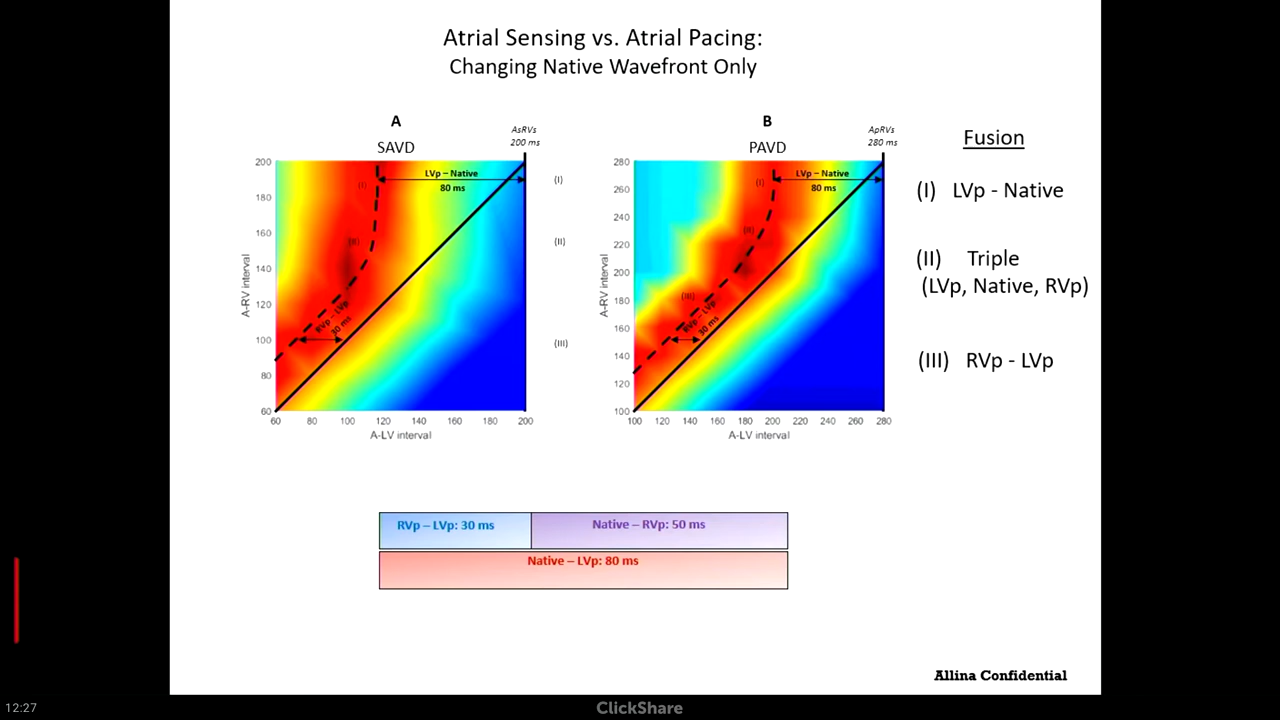 Atrial Sensing vs. Atrial Pacing:
Changing Native Wavefront Only
A
SAVD
AsRVs
200 ms
200
180
160
140
120
100
80
60
A-RV interval
60 80 100 120 140 160 180 200
A-LV interval
LVp – Native
80 ms
(I)
(II)
RVp – LVp
30 ms
(I)
(II)
(III)
B
PAVD
ApRVs
280 ms
280
260
240
220
200
180
160
140
120
100
A-RV interval
100 120 140 160 180 200 220 240 260 280
A-LV interval
LVp – Native
80 ms
(I)
(II)
(III)
RVp – LVp
30 ms
Fusion
(I) LVp - Native
(II) Triple
(LVp, Native, RVp)
(III) RVp - LVp
RVp – LVp: 30 ms
Native – RVp: 50 ms
Native – LVp: 80 ms
Allina Confidential
12:27
ClickShare